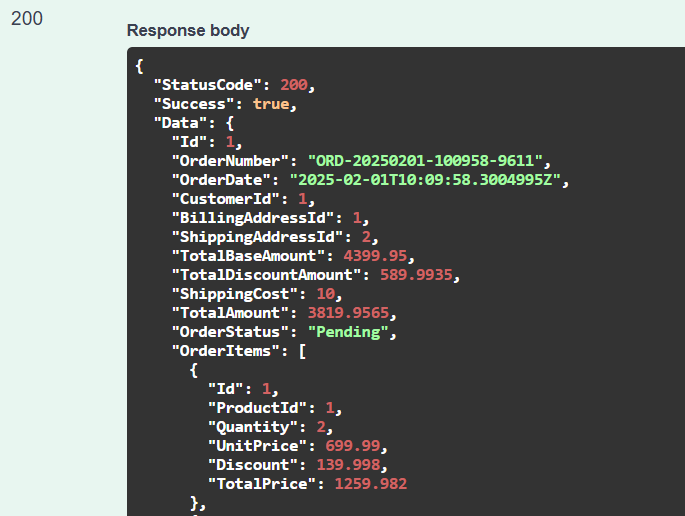 200
Response body
{
  "StatusCode": 200,
  "Success": true,
  "Data": {
    "Id": 1,
    "OrderNumber": "ORD-20250201-100958-9611",
    "OrderDate": "2025-02-01T10:09:58.3004995Z",
    "CustomerId": 1,
    "BillingAddressId": 1,
    "ShippingAddressId": 2,
    "TotalBaseAmount": 4399.95,
    "TotalDiscountAmount": 589.9935,
    "ShippingCost": 10,
    "TotalAmount": 3819.9565,
    "OrderStatus": "Pending",
    "OrderItems": [
      {
        "Id": 1,
        "ProductId": 1,
        "Quantity": 2,
        "UnitPrice": 699.99,
        "Discount": 139.998,
        "TotalPrice": 1259.982
      },